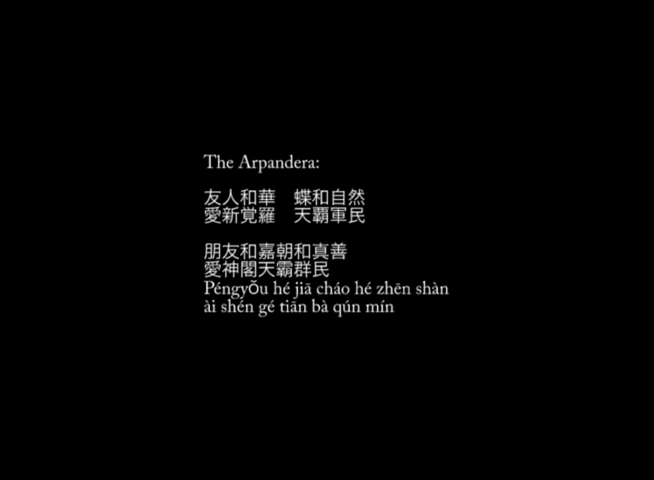 The Arpandera:
友人和華　蝶和自然
愛新覚羅　天覇軍民
朋友和嘉朝和真善
愛神閣天霸群民
Péngyǒu hé jiā cháo hé zhēn shàn
ài shén gé tiān bà qún mín